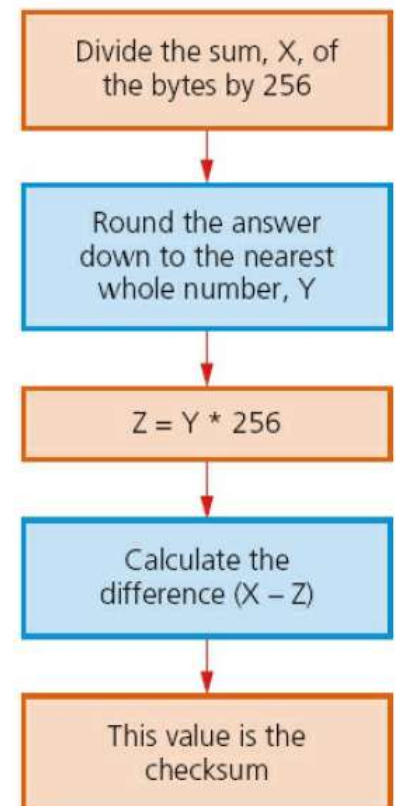 Divide the sum, X, of
the bytes by 256
Round the answer
down to the nearest
whole number, Y
Z = Y * 256
Calculate the
difference (X – Z)
This value is the
checksum